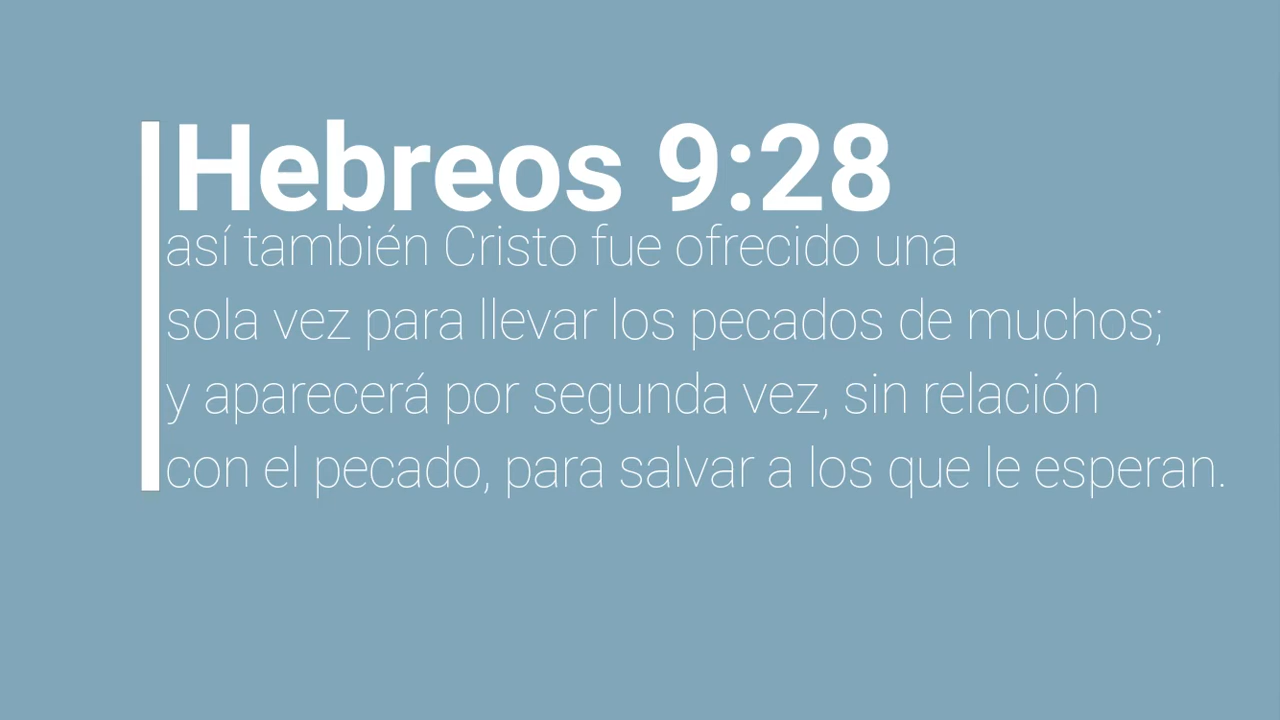 Hebreos 9:28
así también Cristo fue ofrecido una
sola vez para llevar los pecados de muchos;
y aparecerá por segunda vez, sin relación
con el pecado, para salvar a los que le esperan.